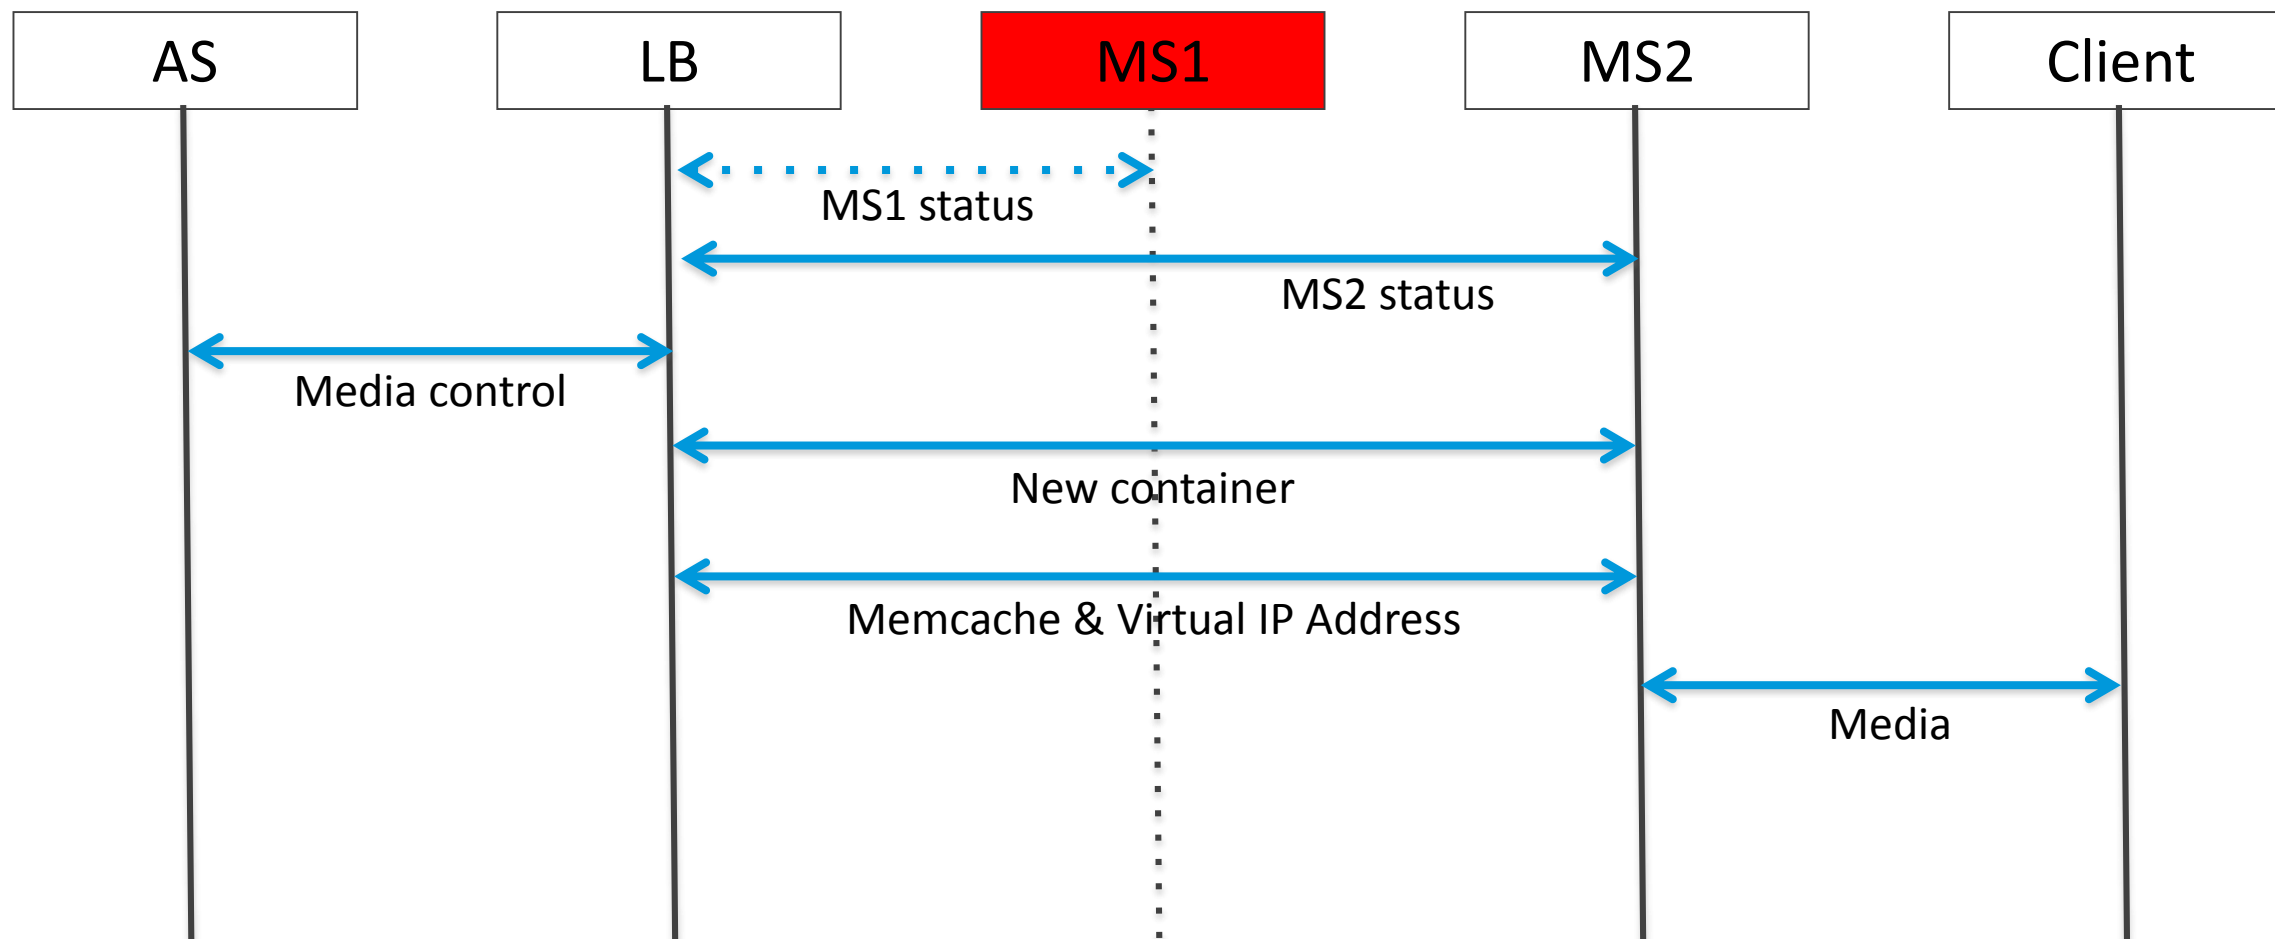 AS
LB
MS1
MS2
Client
MS1 status
MS2 status
Media control
New container
Memcache & Virtual IP Address
Media